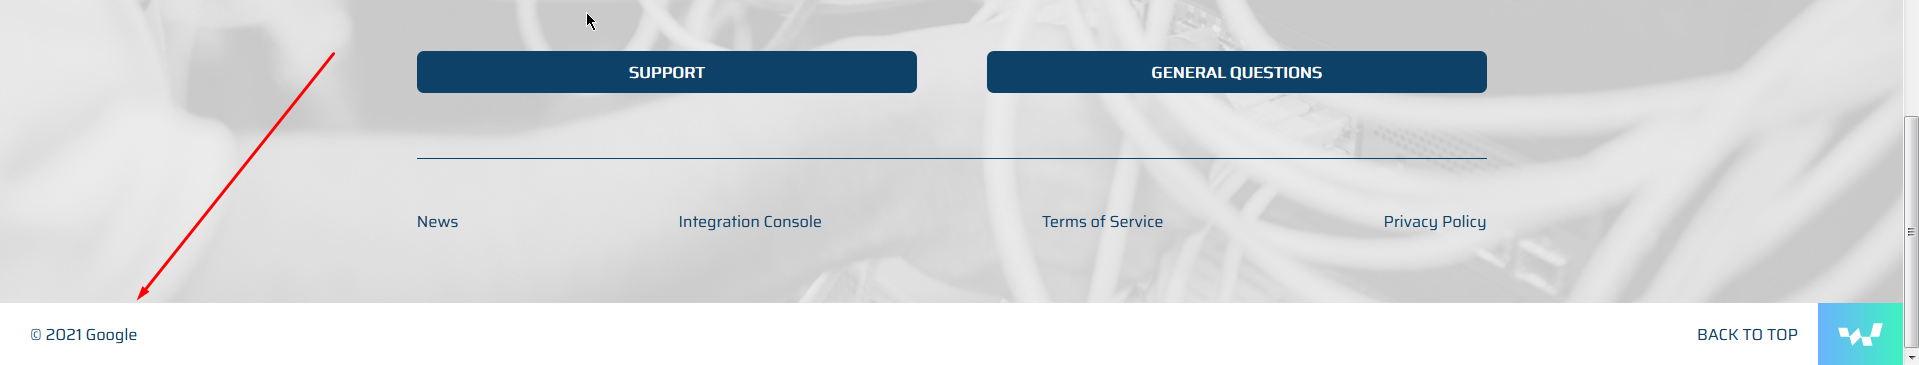 SUPPORT
GENERAL QUESTIONS
News
Integration Console
Terms of Service
Privacy Policy
© 2021 Google
BACK TO TOP